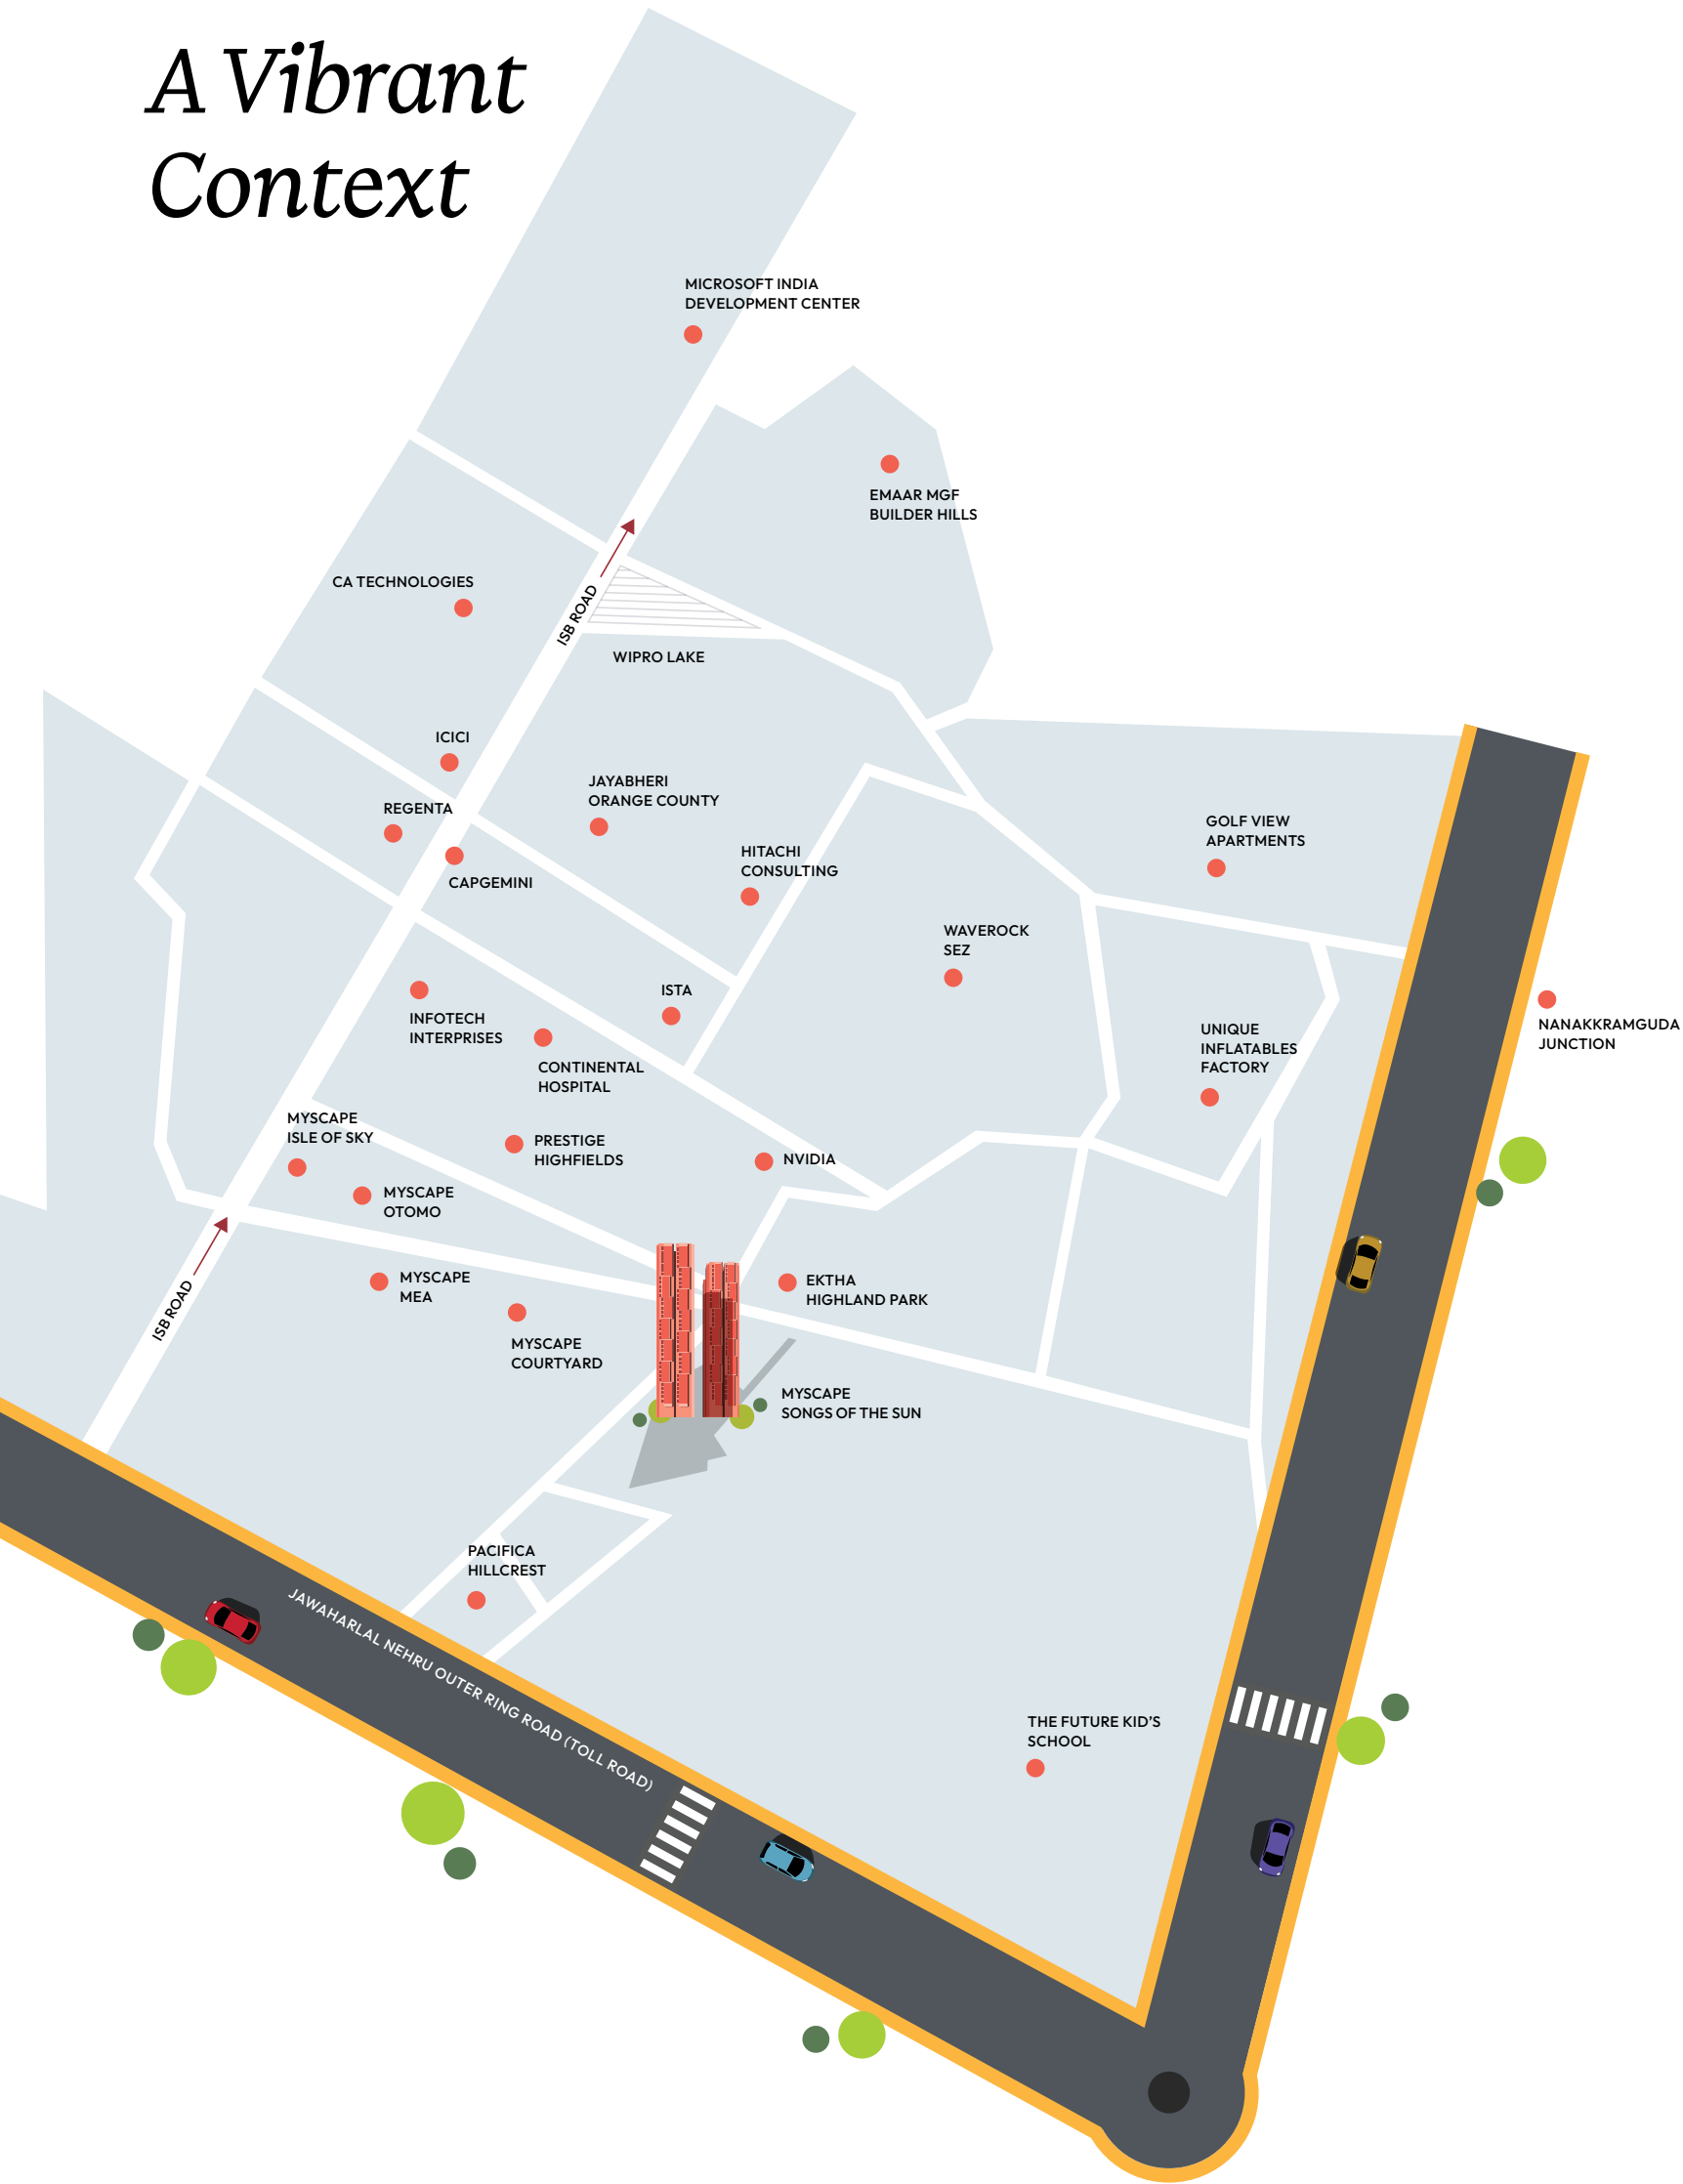 A Vibrant
Context
MICROSOFT INDIA
DEVELOPMENT CENTER
EMAAR MGF
BUILDER HILLS
CA TECHNOLOGIES
ISB ROAD
WIPRO LAKE
ICICI
JAYABHERI
ORANGE COUNTY
REGENTA
GOLF VIEW
APARTMENTS
HITACHI
CONSULTING
CAPGEMINI
WAVEROCK
SEZ
ISTA
INFOTECH
INTERPRISES
NANAKKRAMGUDA
JUNCTION
UNIQUE
INFLATABLES
FACTORY
CONTINENTAL
HOSPITAL
MYSCAPE
ISLE OF SKY
PRESTIGE
HIGHFIELDS
NVIDIA
MYSCAPE
OTOMO
MYSCAPE
MEA
EKTHA
HIGHLAND PARK
ISB ROAD
MYSCAPE
COURTYARD
MYSCAPE
SONGS OF THE SUN
PACIFICA
HILLCREST
JAWAHARLAL NEHRU OUTER RING ROAD (TOLL ROAD)
THE FUTURE KID'S
SCHOOL